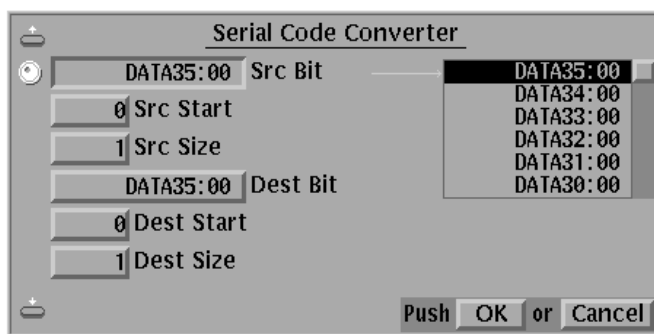 Serial Code Converter
DATA35:00 Src Bit DATA35:00
DATA34:00
0 Src Start DATA33:00
DATA32:00
1 Src Size DATA31:00
DATA35:00 Dest Bit DATA30:00
0 Dest Start
1 Dest Size
Push OK or Cancel